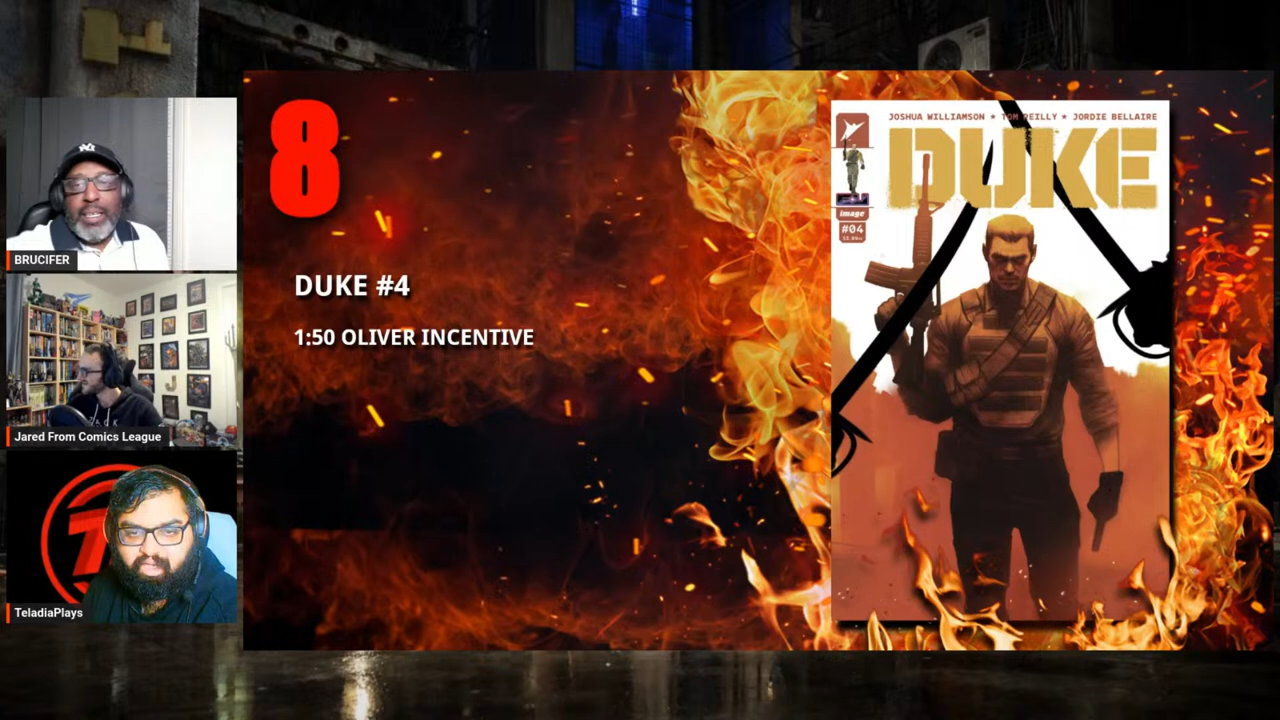 8
DUKE #4
1:50 OLIVER INCENTIVE
JOSHUA WILLIAMSON ★ TOM REILLY ★ JORDIE BELLAIRE
DUKE
image
#04
BRUCIFER
Jared From Comics League
TeladiaPlays